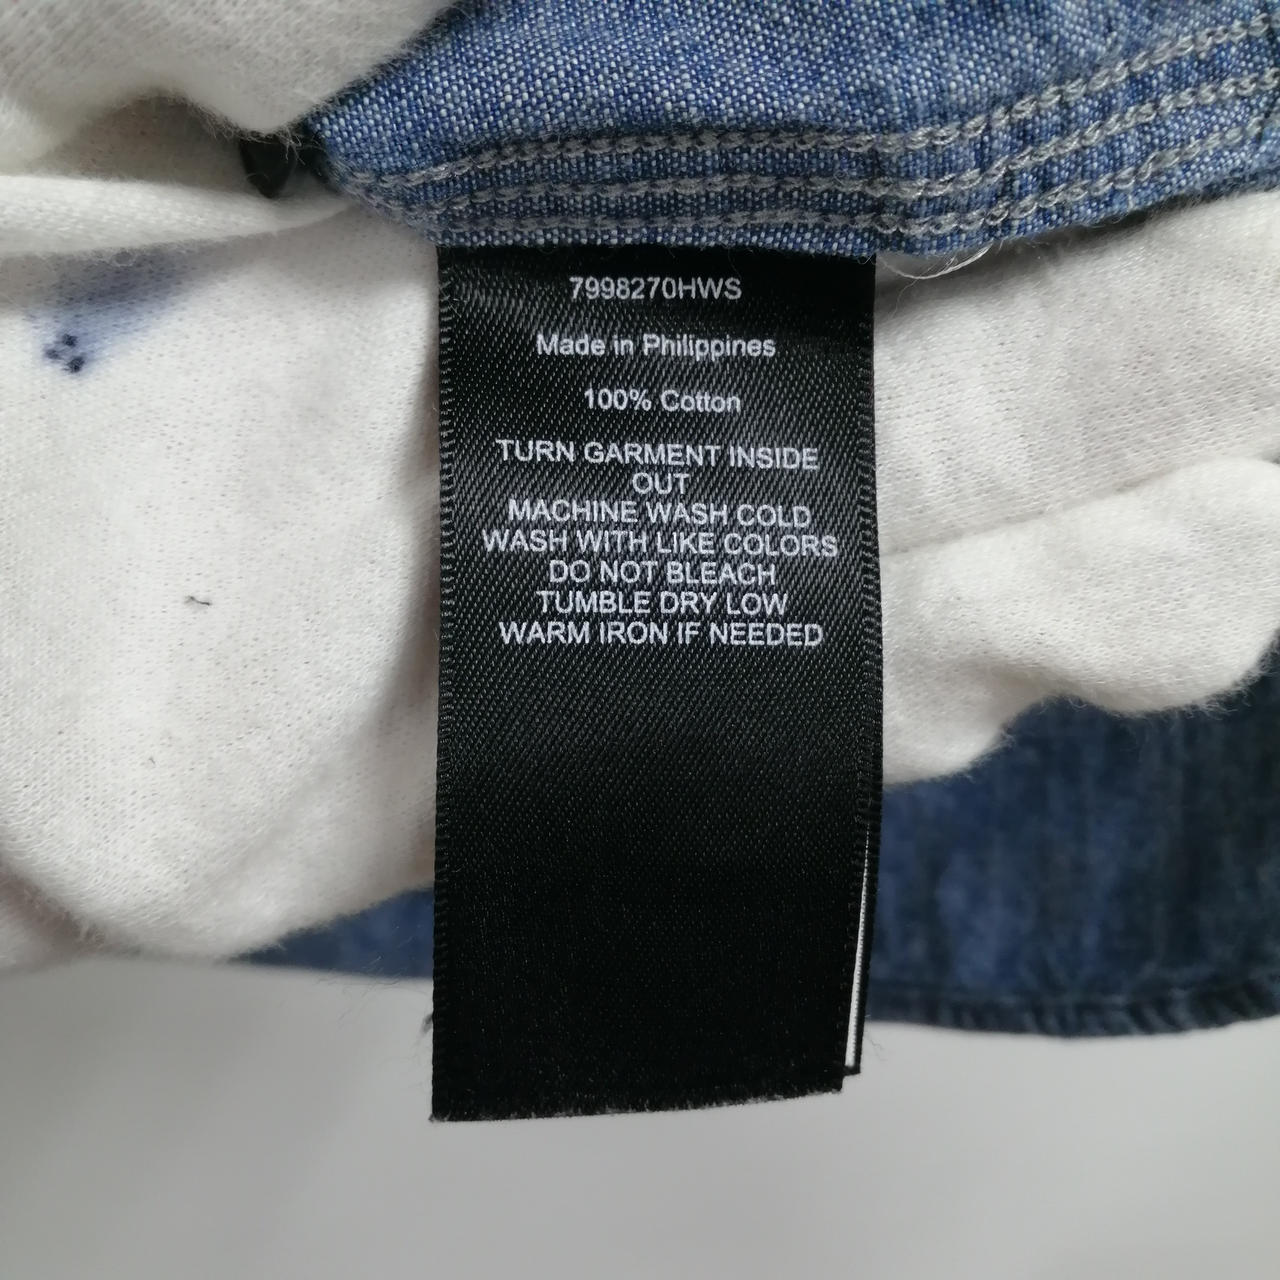 7998270HWS
Made in Philippines
100% Cotton
TURN GARMENT INSIDE
OUT
MACHINE WASH COLD
WASH WITH LIKE COLORS
DO NOT BLEACH
TUMBLE DRY LOW
WARM IRON IF NEEDED